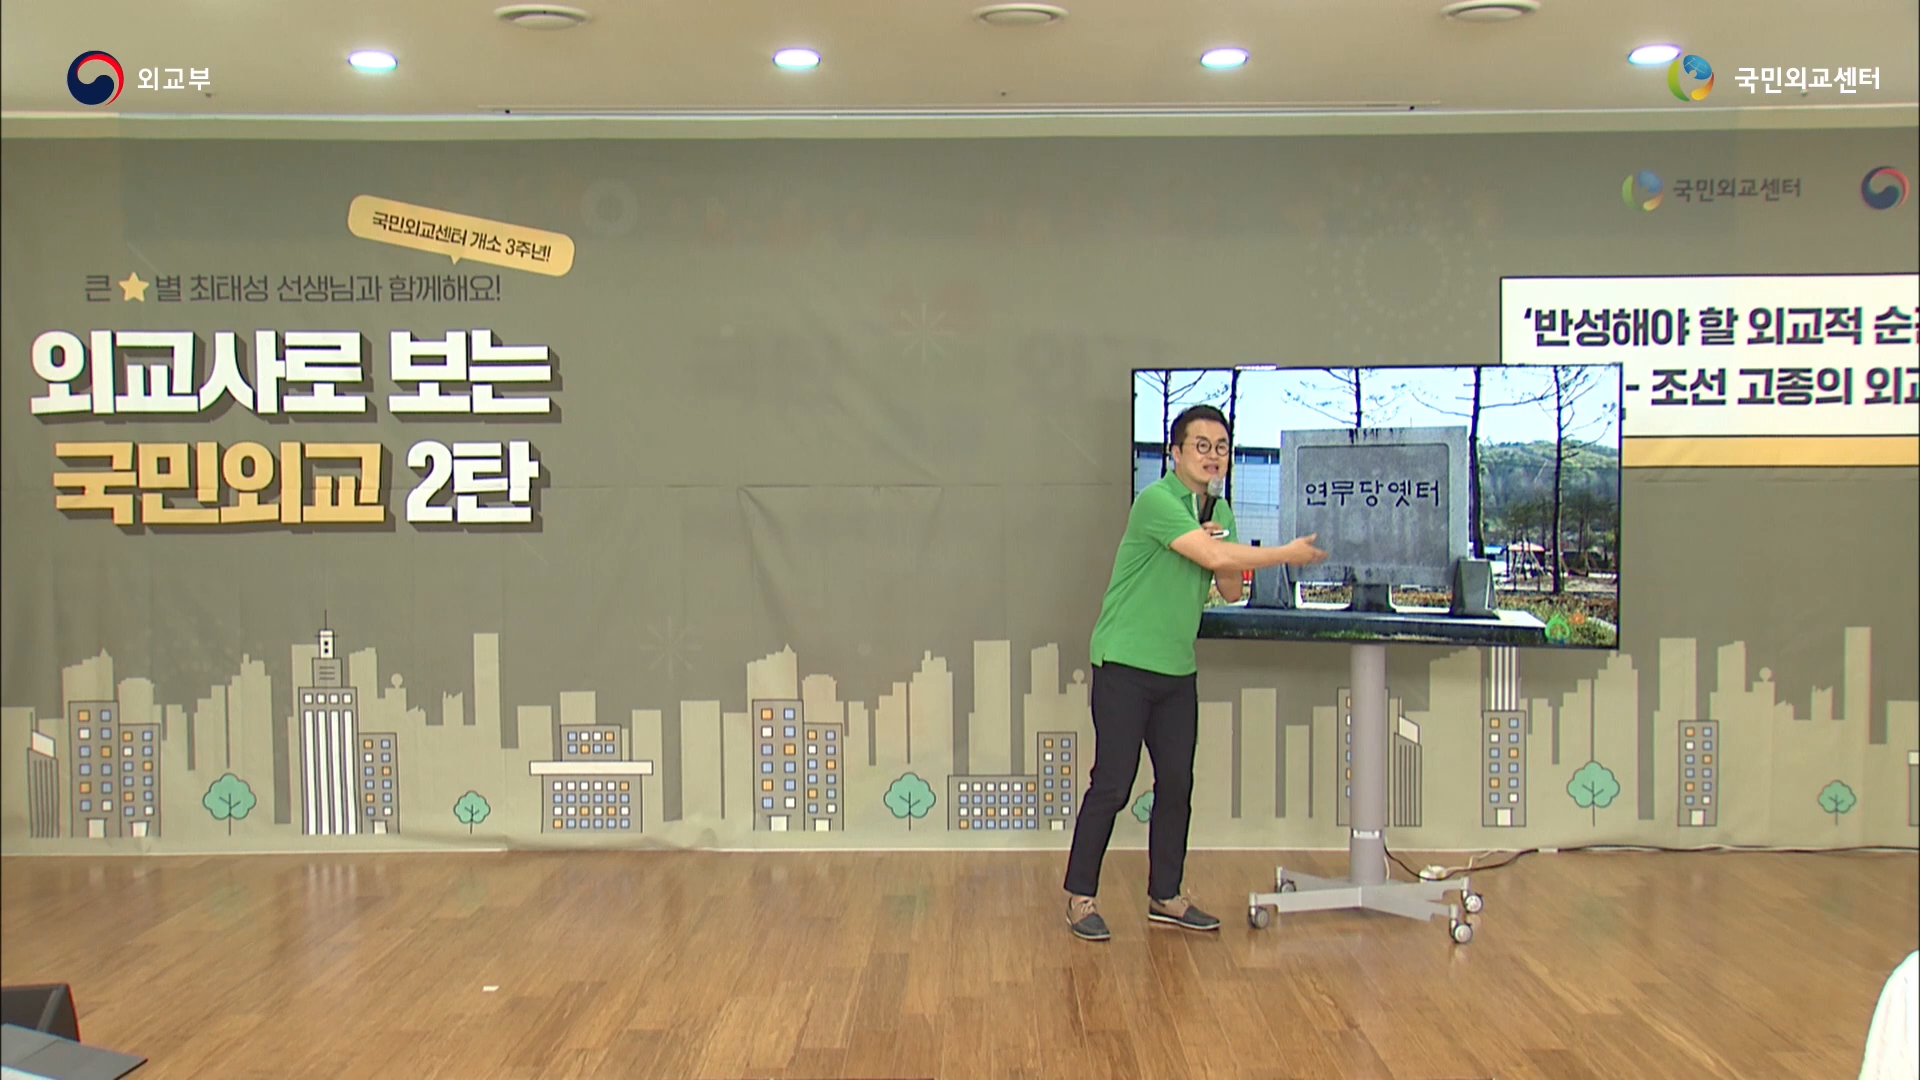 외교부
국민외교센터
국민외교센터
국민외교센터 개소 3주년!
큰 별 최태성 선생님과 함께해요!
외교사로 보는
국민외교 2탄
‘반성해야 할 외교적
- 조선 고종의
연무당옛터